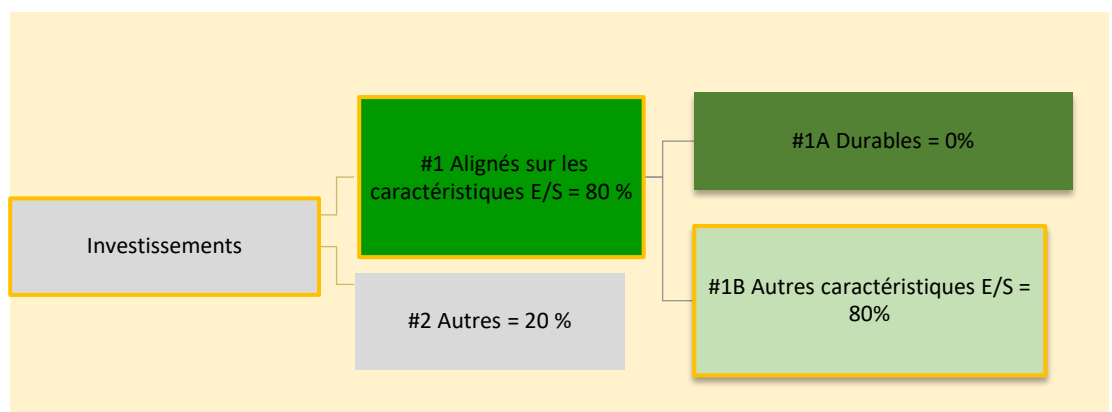 Investissements
#1 Alignés sur les
caractéristiques E/S = 80 %
#2 Autres = 20 %
#1A Durables = 0%
#1B Autres caractéristiques E/S =
80%